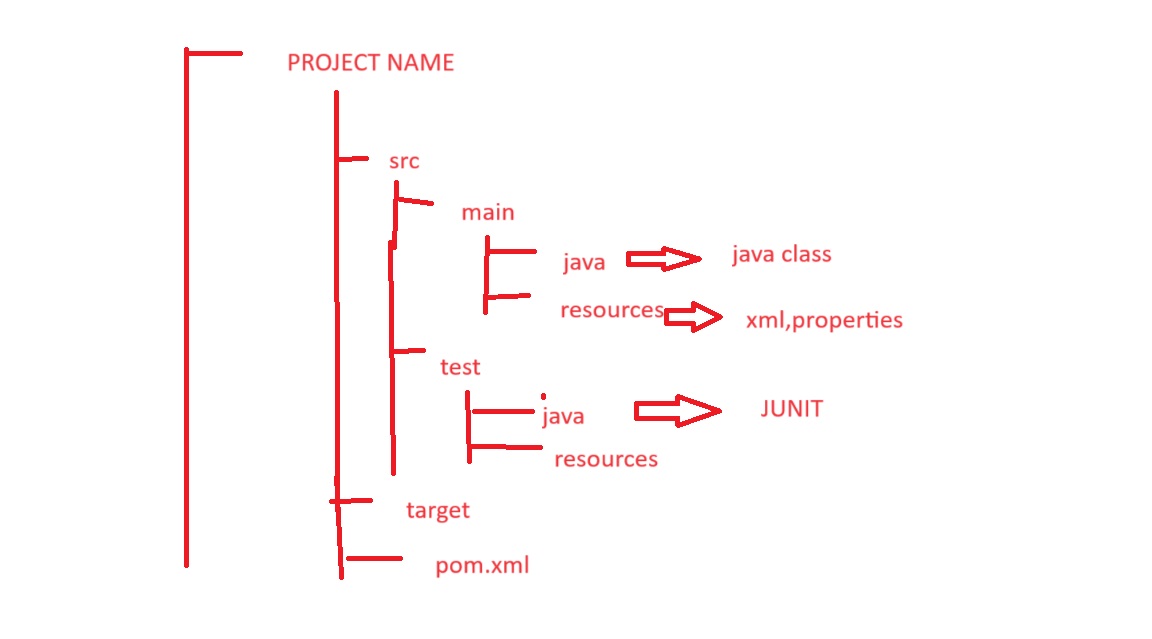 PROJECT NAME
src
main
java java class
resources xml,properties
test
java JUNIT
resources
target
pom.xml